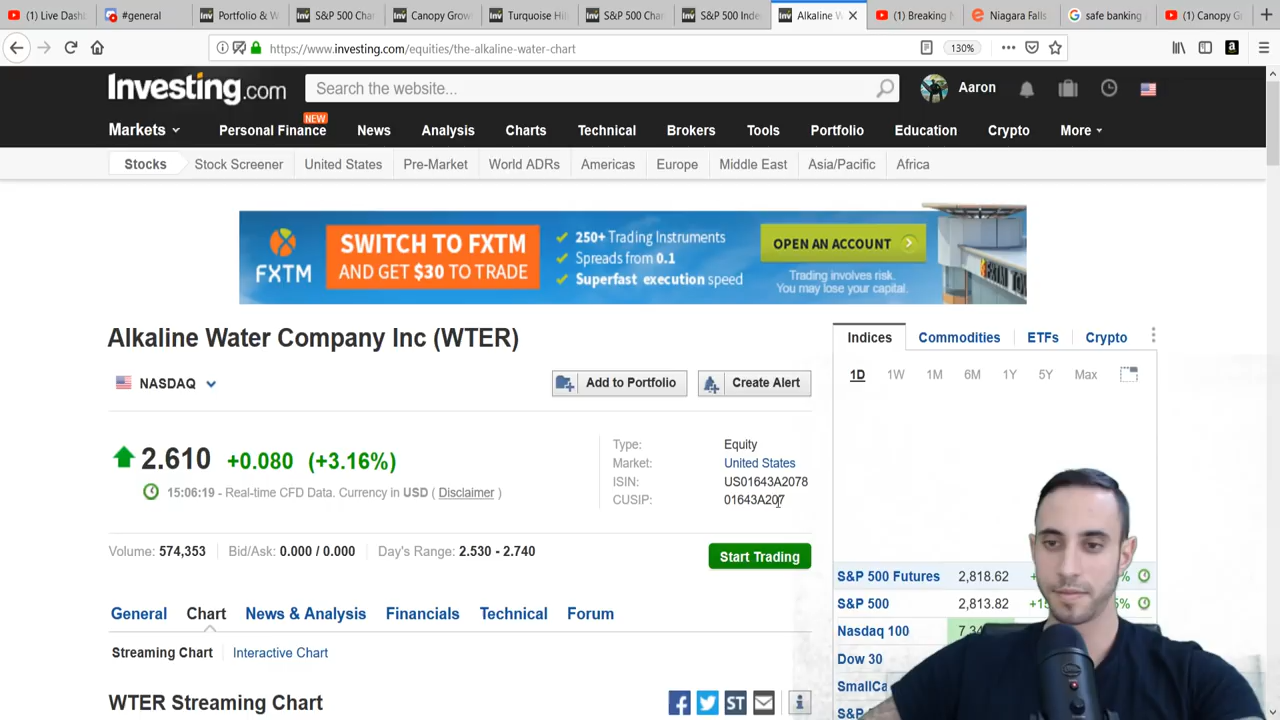 (1) Live Dashb
#general
Portfolio & W
S&P 500 Char
Canopy Grow
Turquoise Hil
S&P 500 Char
S&P 500 Inde
Alkaline W
(1) Breaking N
Niagara Falls
safe banking
(1) Canopy G
https://www.investing.com/equities/the-alkaline-water-chart
130%
Investing.com
Search the website...
Aaron
Markets
Personal Finance
NEW
News
Analysis
Charts
Technical
Brokers
Tools
Portfolio
Education
Crypto
More
Stocks
Stock Screener
United States
Pre-Market
World ADRs
Americas
Europe
Middle East
Asia/Pacific
Africa
FXTM
SWITCH TO FXTM
AND GET $30 TO TRADE
250+ Trading Instruments
Spreads from 0.1
Superfast execution speed
OPEN AN ACCOUNT
Trading involves risk.
You may lose your capital.
Alkaline Water Company Inc (WTER)
NASDAQ
Add to Portfolio
Create Alert
2.610 +0.080 (+3.16%)
15:06:19 - Real-time CFD Data. Currency in USD ( Disclaimer )
Type: Equity
Market: United States
ISIN: US01643A2078
CUSIP: 01643A207
Volume: 574,353
Bid/Ask: 0.000 / 0.000
Day's Range: 2.530 - 2.740
Start Trading
General
Chart
News & Analysis
Financials
Technical
Forum
Streaming Chart
Interactive Chart
WTER Streaming Chart
ST
Indices
Commodities
ETFs
Crypto
1D
1W
1M
6M
1Y
5Y
Max
S&P 500 Futures 2,818.62
S&P 500 2,813.82
Nasdaq 100
Dow 30
SmallCa